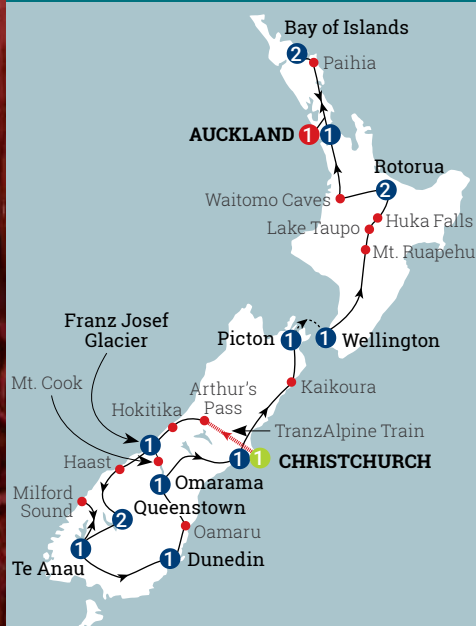 Bay of Islands
2
Paihia
AUCKLAND
1
1
Rotorua
2
Waitomo Caves
Huka Falls
Lake Taupo
Mt. Ruapehu
Franz Josef
Glacier
Picton
1
1
Wellington
Mt. Cook
Arthur's
Pass
Kaikoura
Hokitika
TranzAlpine Train
1
1
1
CHRISTCHURCH
Haast
1
Omarama
Milford
Sound
2
Queenstown
Oamaru
1
Te Anau
1
Dunedin